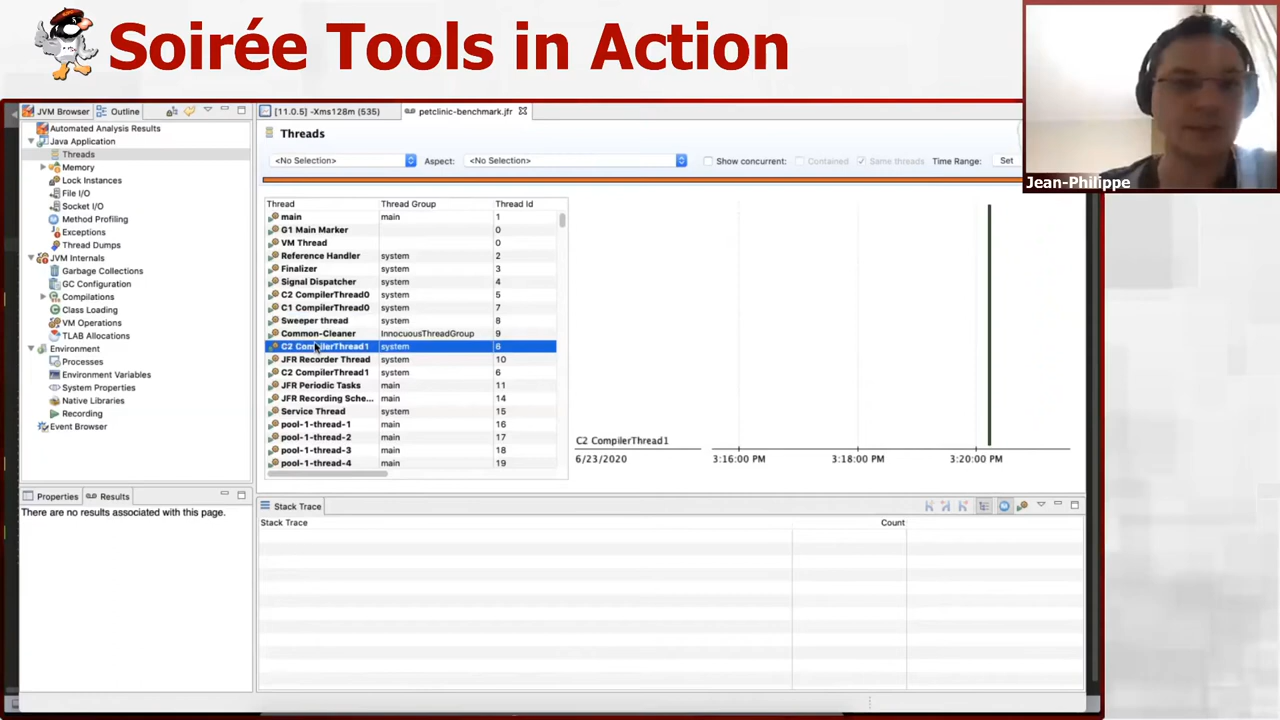 Soirée Tools in Action
Jean-Philippe
JVM Browser
Outline
Automated Analysis Results
Java Application
Threads
Memory
Lock Instances
File I/O
Socket I/O
Method Profiling
Exceptions
Thread Dumps
JVM Internals
Garbage Collections
GC Configuration
Compilations
Class Loading
VM Operations
TLAB Allocations
Environment
Processes
Environment Variables
System Properties
Native Libraries
Recording
Event Browser
Properties
Results
There are no results associated with this page.
[11.0.5] -Xms128m (535)
petclinic-benchmark.jfr
Threads
<No Selection> Aspect: <No Selection> Show concurrent: Contained Same threads Time Range: Set
Thread Thread Group Thread Id
main main 1
G1 Main Marker 0
VM Thread 0
Reference Handler system 2
Finalizer system 3
Signal Dispatcher system 4
C2 CompilerThread0 system 5
C1 CompilerThread0 system 7
Sweeper thread system 8
Common-Cleaner InnocuousThreadGroup 9
C2 CompilerThread1 system 6
JFR Recorder Thread system 10
C2 CompilerThread1 system 6
JFR Periodic Tasks main 11
JFR Recording Sche... main 14
Service Thread system 15
pool-1-thread-1 main 16
pool-1-thread-2 main 17
pool-1-thread-3 main 18
pool-1-thread-4 main 19
C2 CompilerThread1
6/23/2020 3:16:00 PM 3:18:00 PM 3:20:00 PM
Stack Trace
Stack Trace Count